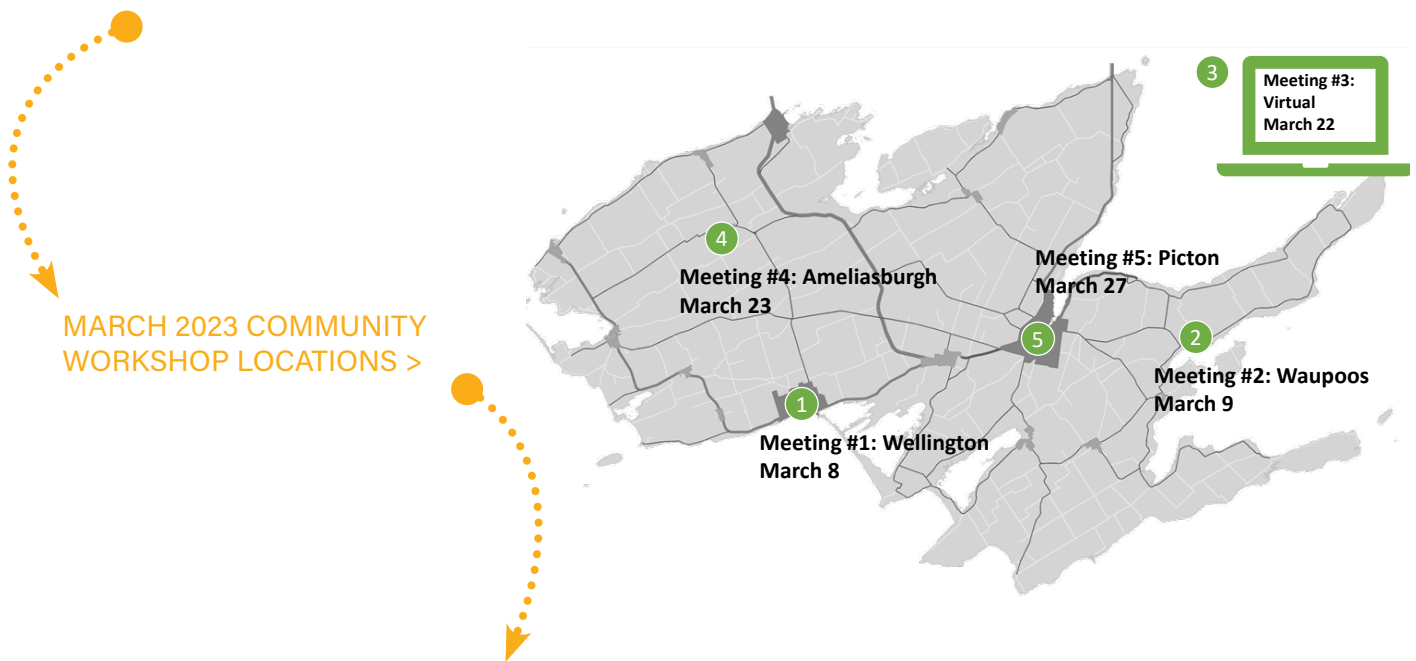 3
Meeting #3:
Virtual
March 22
4
Meeting #4: Ameliasburgh
March 23
Meeting #5: Picton
March 27
5
2
Meeting #2: Waupoos
March 9
1
Meeting #1: Wellington
March 8
MARCH 2023 COMMUNITY
WORKSHOP LOCATIONS >